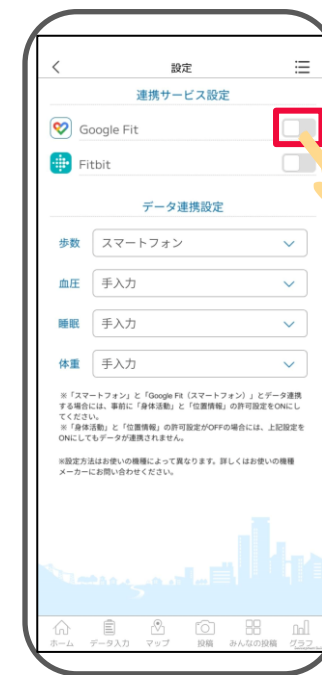 設定
連携サービス設定
Google Fit
Fitbit
データ連携設定
歩数 スマートフォン
血圧 手入力
睡眠 手入力
体重 手入力
※「スマートフォン」と「Google Fit（スマートフォン）」とデータ連携
する場合には、事前に「身体活動」と「位置情報」の許可設定をONにし
てください。
※「身体活動」と「位置情報」の許可設定がOFFの場合には、上記設定を
ONにしてもデータが連携されません。
※設定方法はお使いの機種によって異なります。詳しくはお使いの機種
メーカーにお問い合わせください。
ホーム データ入力 マップ 投稿 みんなの投稿 グラフ